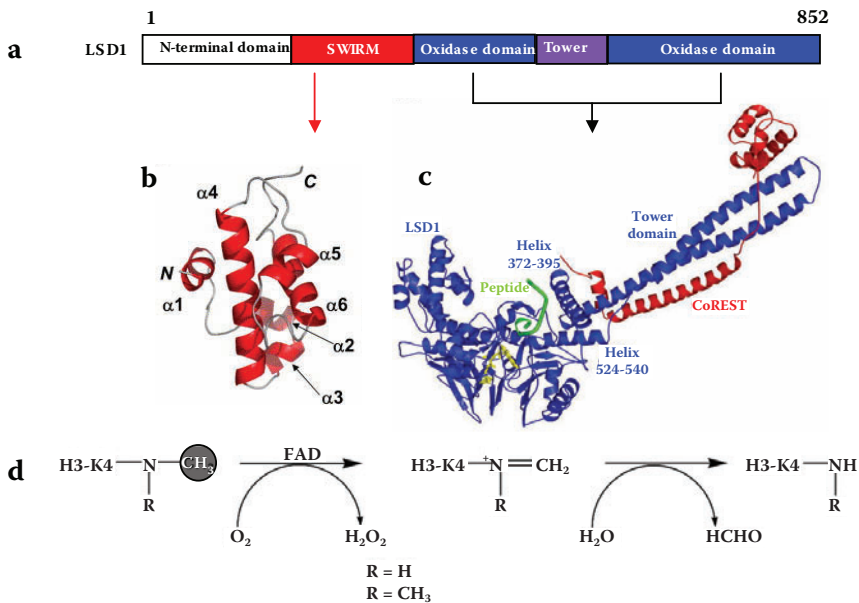 1 852
a LSD1 N-terminal domain SWIRM Oxidase domain Tower Oxidase domain
b
α4
C
N
α1
α5
α6
α2
α3
c
LSD1
Helix
372-395
Peptide
Tower
domain
CoREST
Helix
524-540
d
H3-K4 N CH3 FAD H3-K4 +N CH2 H3-K4 NH
R R R
O2 H2O2 H2O HCHO
R = H
R = CH3